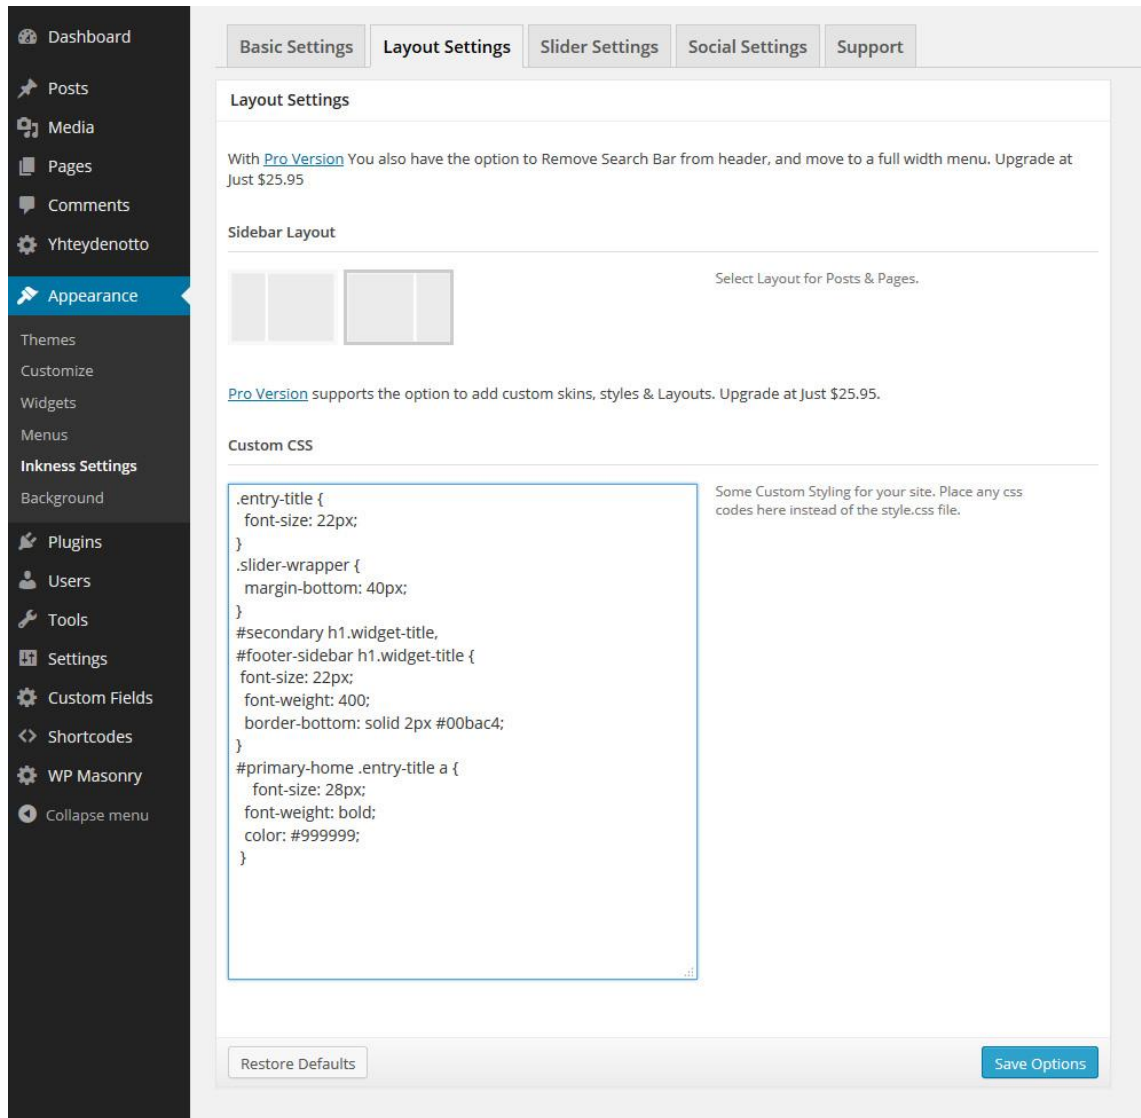 Dashboard
Posts
Media
Pages
Comments
Yhteydenotto
Appearance
Themes
Customize
Widgets
Menus
Inkness Settings
Background
Plugins
Users
Tools
Settings
Custom Fields
Shortcodes
WP Masonry
Collapse menu
Basic Settings Layout Settings Slider Settings Social Settings Support
Layout Settings
With Pro Version You also have the option to Remove Search Bar from header, and move to a full width menu. Upgrade at
Just $25.95
Sidebar Layout
Select Layout for Posts & Pages.
Pro Version supports the option to add custom skins, styles & Layouts. Upgrade at Just $25.95.
Custom CSS
.entry-title {
font-size: 22px;
}
.slider-wrapper {
margin-bottom: 40px;
}
#secondary h1.widget-title,
#footer-sidebar h1.widget-title {
font-size: 22px;
font-weight: 400;
border-bottom: solid 2px #00bac4;
}
#primary-home .entry-title a {
font-size: 28px;
font-weight: bold;
color: #999999;
}
Some Custom Styling for your site. Place any css
codes here instead of the style.css file.
Restore Defaults
Save Options